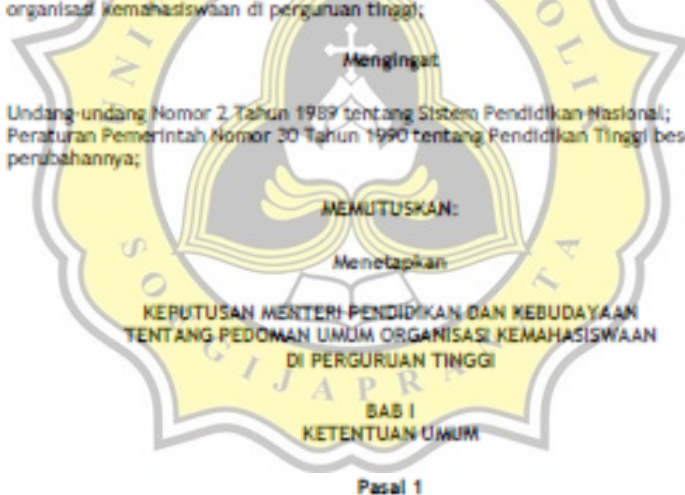 organisasi kemahasiswaan di perguruan tinggi;
Mengingat
Undang-undang Nomor 2 Tahun 1989 tentang Sistem Pendidikan Nasional;
Peraturan Pemerintah Nomor 30 Tahun 1990 tentang Pendidikan Tinggi bes
perubahannya;
MEMUTUSKAN:
Menetapkan
KEPUTUSAN MENTERI PENDIDIKAN DAN KEBUDAYAAN
TENTANG PEDOMAN UMUM ORGANISASI KEMAHASISWAAN
DI PERGURUAN TINGGI
BAB I
KETENTUAN UMUM
Pasal 1